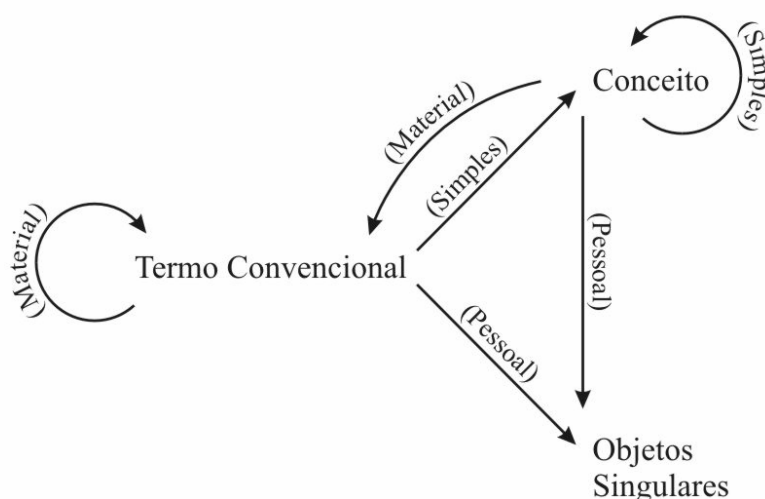 Conceito
(Simples)
(Material)
(Simples)
(Material)
Termo Convencional
(Pessoal)
(Pessoal)
Objetos
Singulares